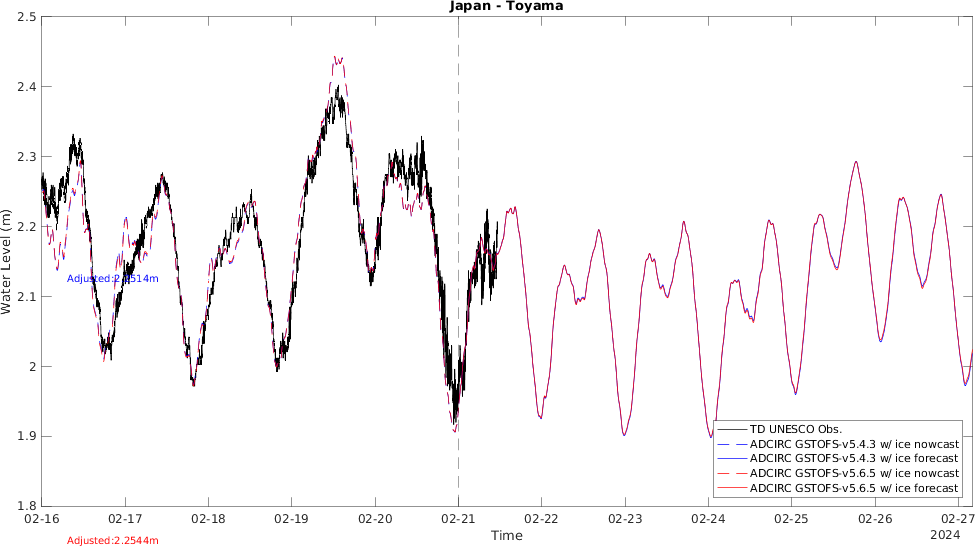 Japan - Toyama
2.5
2.4
2.3
2.2
2.1
2
1.9
1.8
Water Level (m)
Adjusted:2.2514m
TD UNESCO Obs.
ADCIRC GSTOFS-v5.4.3 w/ ice nowcast
ADCIRC GSTOFS-v5.4.3 w/ ice forecast
ADCIRC GSTOFS-v5.6.5 w/ ice nowcast
ADCIRC GSTOFS-v5.6.5 w/ ice forecast
02-16 02-17 02-18 02-19 02-20 02-21 02-22 02-23 02-24 02-25 02-26 02-27
Time 2024
Adjusted:2.2544m